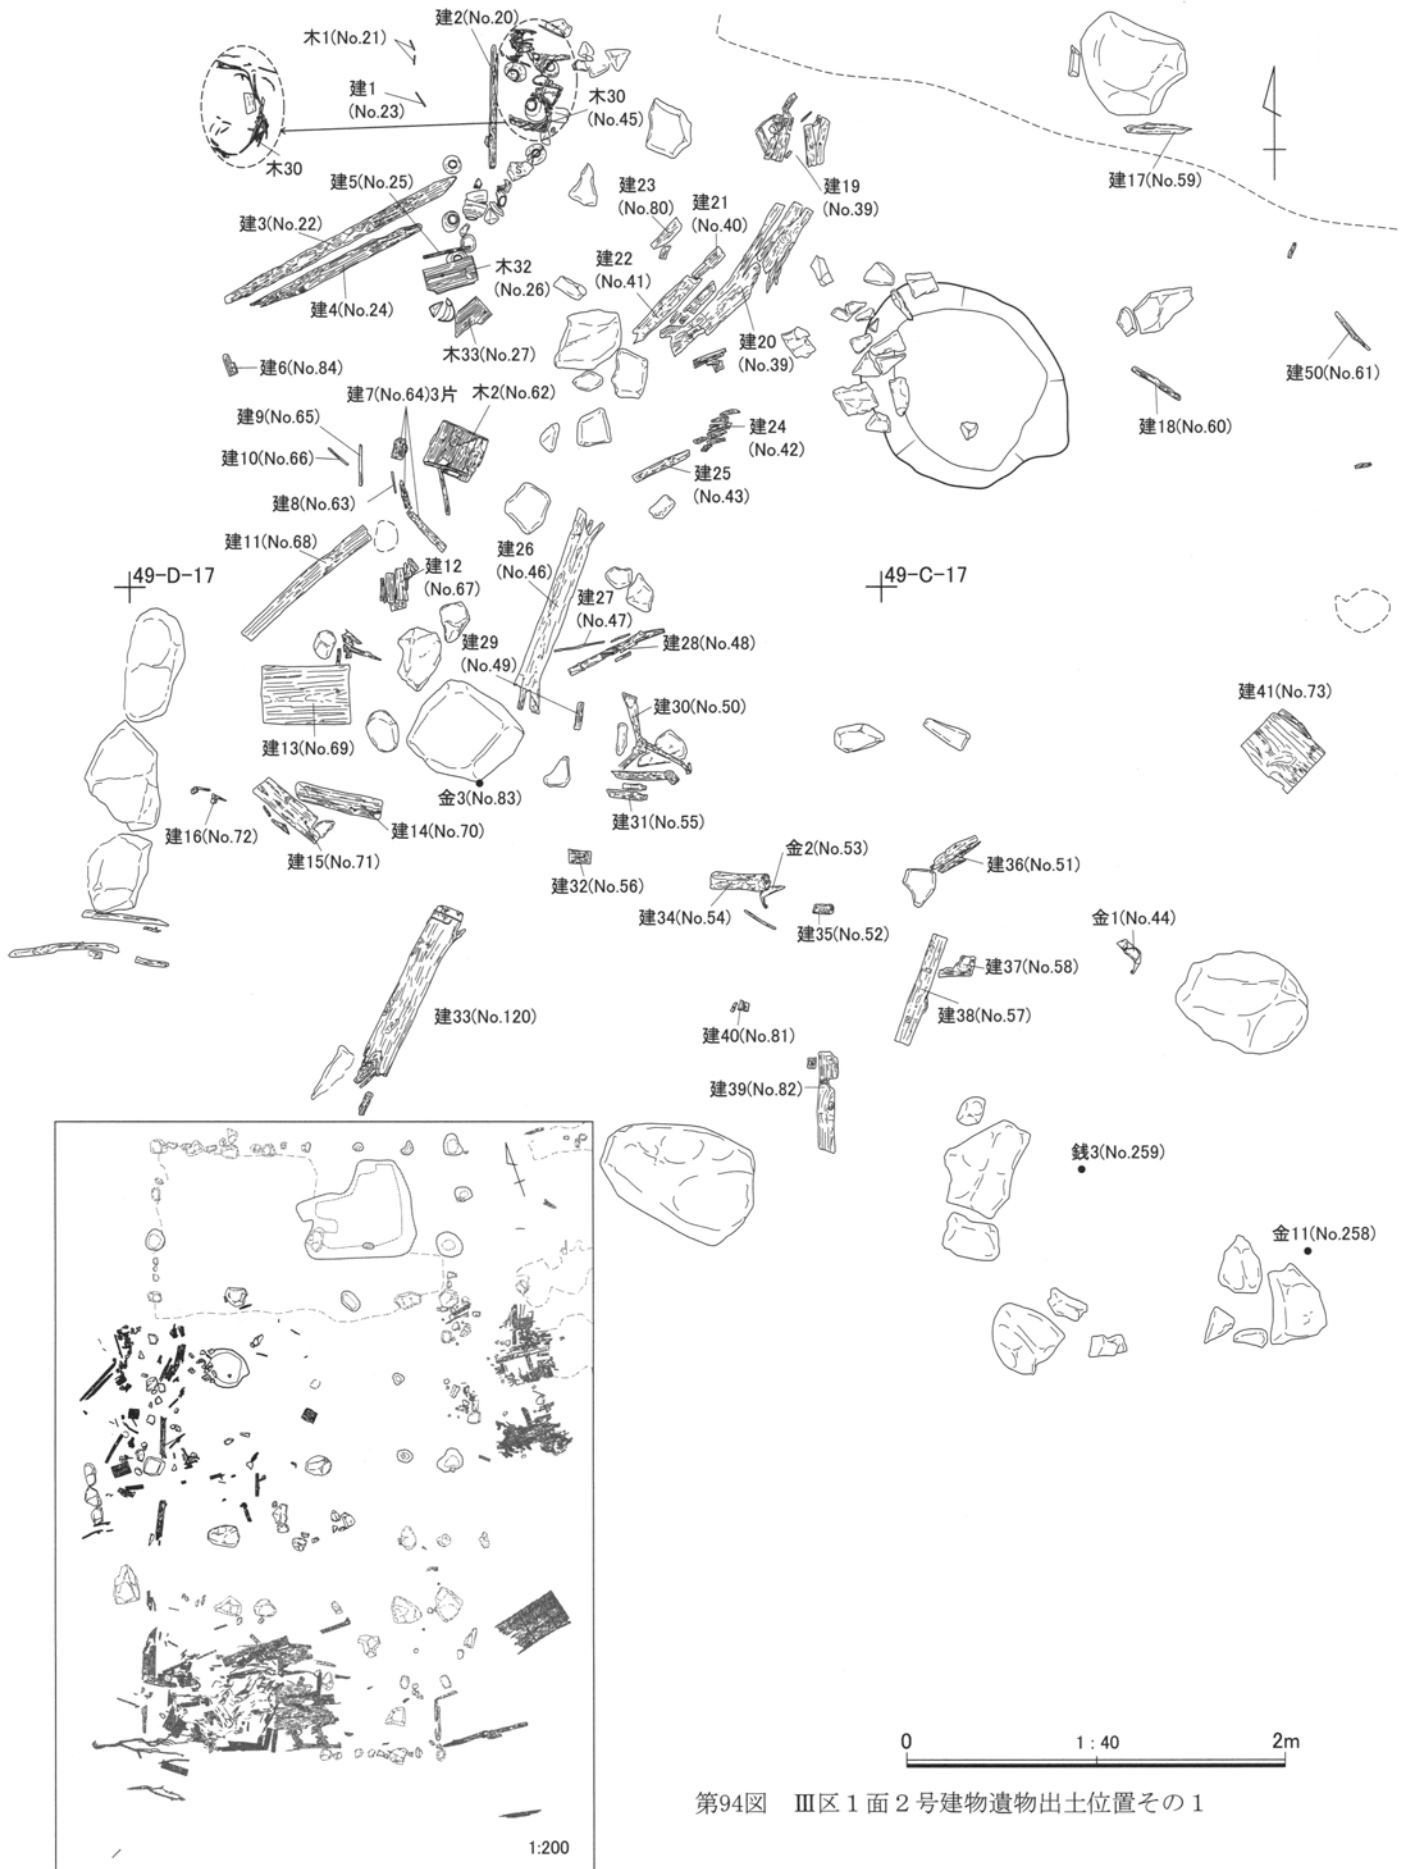 建2(No.20)
木1(No.21)
建1
(No.23)
木30
(No.45)
木30
建5(No.25)
建3(No.22)
建4(No.24)
木32
(No.26)
木33(No.27)
建23
(No.80)
建21
(No.40)
建22
(No.41)
建19
(No.39)
建20
(No.39)
建17(No.59)
建50(No.61)
建18(No.60)
建6(No.84)
建7(No.64)3片
木2(No.62)
建9(No.65)
建10(No.66)
建8(No.63)
建24
(No.42)
建25
(No.43)
建11(No.68)
建12
(No.67)
建26
(No.46)
建27
(No.47)
49-D-17
49-C-17
建29
(No.49)
建28(No.48)
建30(No.50)
建41(No.73)
建13(No.69)
金3(No.83)
建16(No.72)
建14(No.70)
建15(No.71)
建31(No.55)
建32(No.56)
金2(No.53)
建36(No.51)
建34(No.54)
建35(No.52)
金1(No.44)
建37(No.58)
建33(No.120)
建38(No.57)
建40(No.81)
建39(No.82)
銭3(No.259)
金11(No.258)
0 1:40 2m
第94図 Ⅲ区1面2号建物遺物出土位置その1
1:200